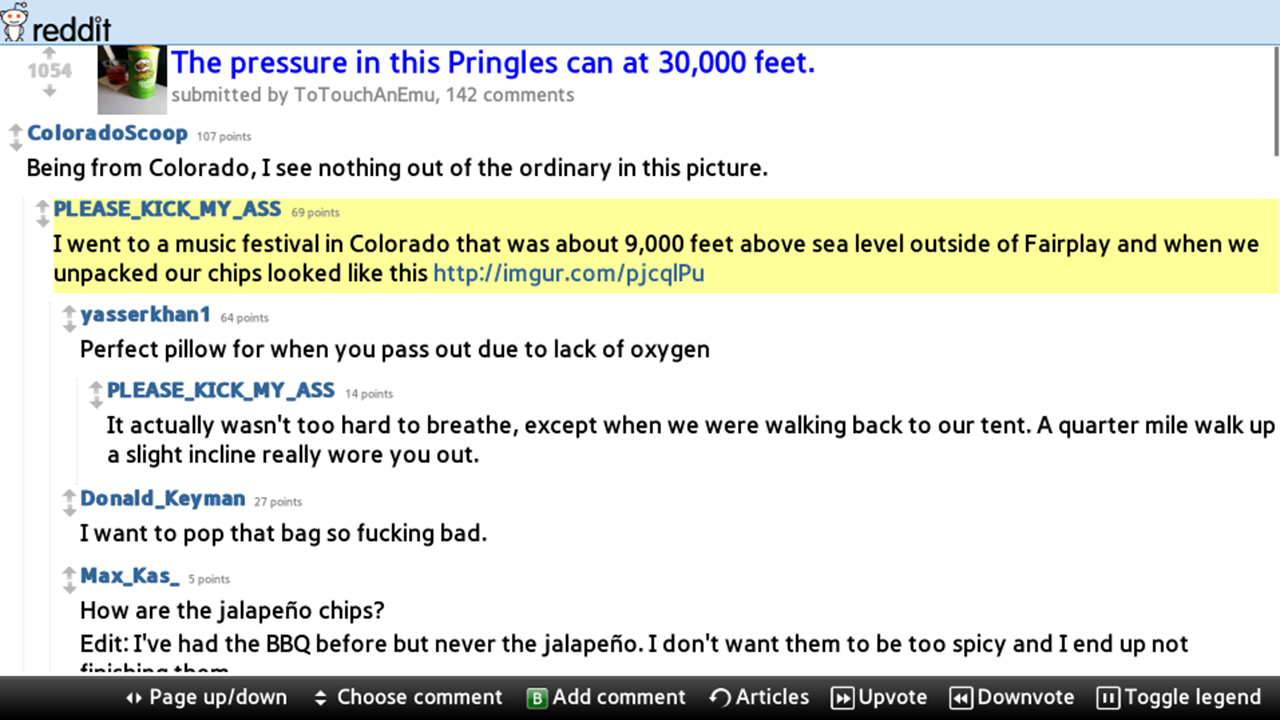 reddit
1054
The pressure in this Pringles can at 30,000 feet.
submitted by ToTouchAnEmu, 142 comments
ColoradoScoop 107 points
Being from Colorado, I see nothing out of the ordinary in this picture.
PLEASE_KICK_MY_ASS 69 points
I went to a music festival in Colorado that was about 9,000 feet above sea level outside of Fairplay and when we
unpacked our chips looked like this http://imgur.com/pjcqlPu
yasserkhan1 64 points
Perfect pillow for when you pass out due to lack of oxygen
PLEASE_KICK_MY_ASS 14 points
It actually wasn't too hard to breathe, except when we were walking back to our tent. A quarter mile walk up
a slight incline really wore you out.
Donald_Keyman 27 points
I want to pop that bag so fucking bad.
Max_Kas_ 5 points
How are the jalapeño chips?
Edit: I've had the BBQ before but never the jalapeño. I don't want them to be too spicy and I end up not
finishing them
Page up/down Choose comment B Add comment Articles Upvote Downvote Toggle legend